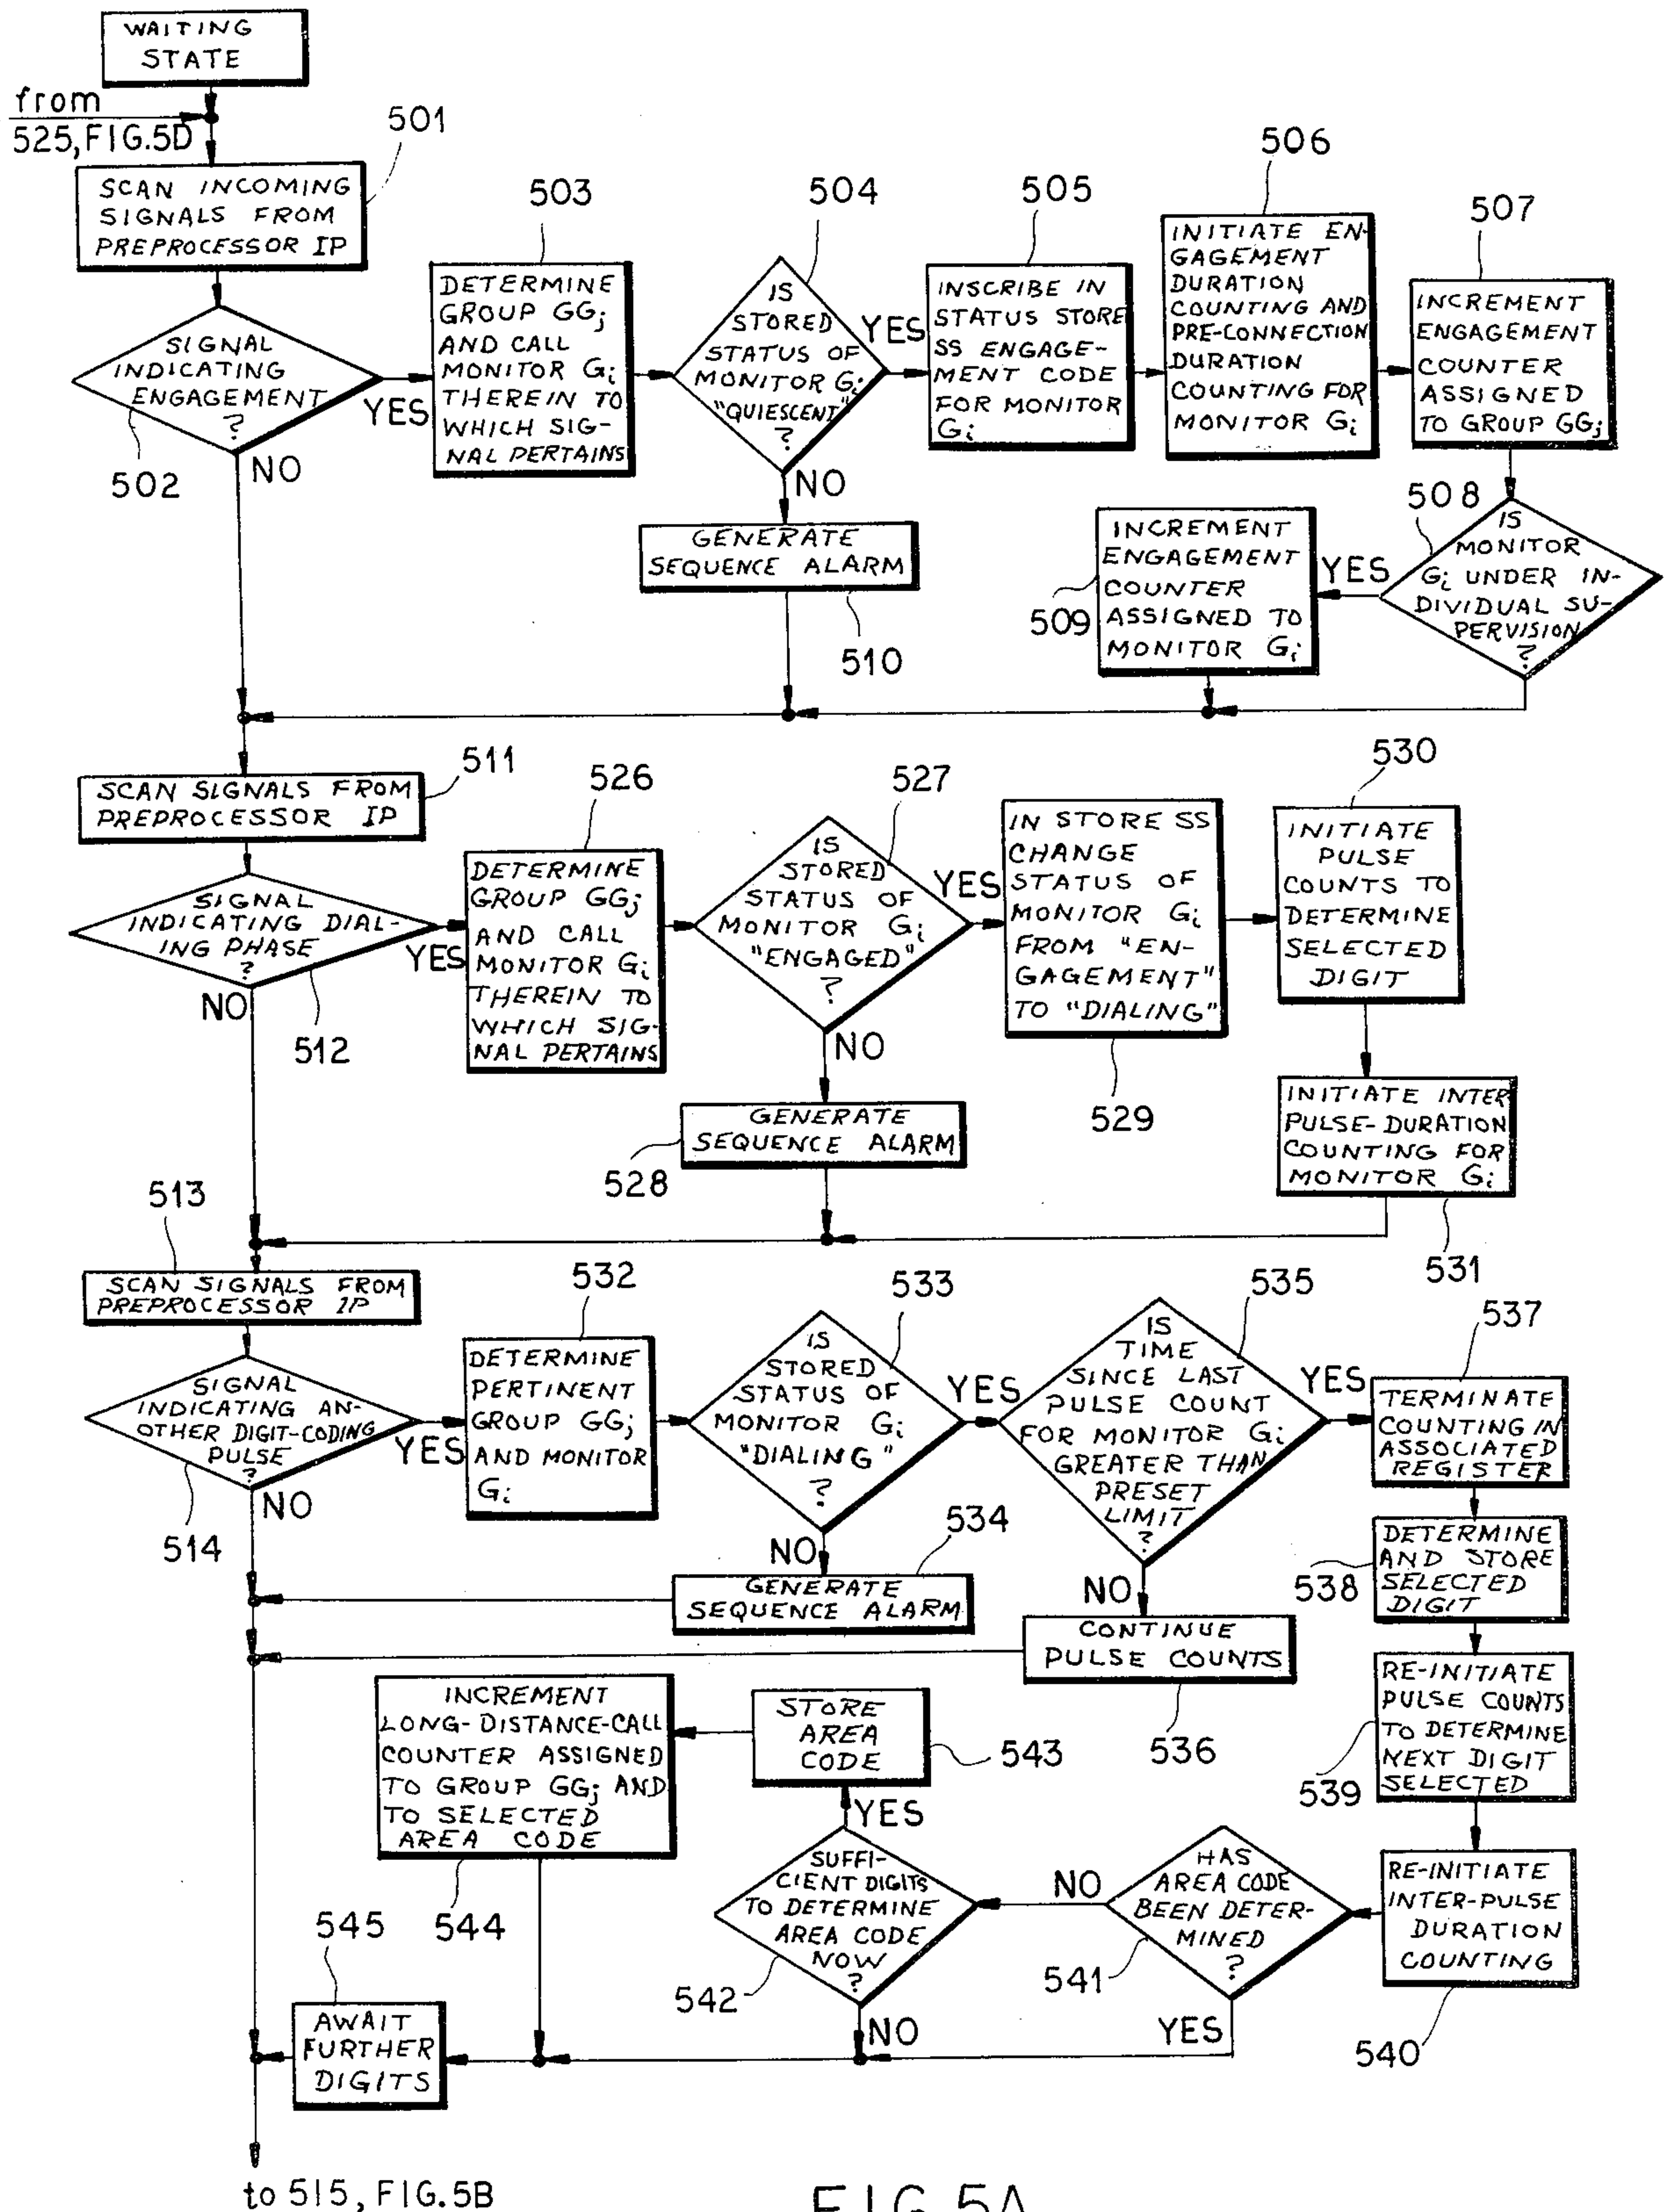 WAITING
STATE
from
525, FIG.5D
501
SCAN INCOMING
SIGNALS FROM
PREPROCESSOR IP
503
504
505
506
507
SIGNAL
INDICATING
ENGAGEMENT
?
YES
NO
502
DETERMINE
GROUP GGj
AND CALL
MONITOR Gi
THEREIN TO
WHICH SIG-
NAL PERTAINS
IS
STORED
STATUS OF
MONITOR Gi
"QUIESCENT"
?
YES
NO
INSCRIBE IN
STATUS STORE
SS ENGAGE-
MENT CODE
FOR MONITOR
Gi
INITIATE EN-
GAGEMENT
DURATION
COUNTING AND
PRE-CONNECTION
DURATION
COUNTING FOR
MONITOR Gi
INCREMENT
ENGAGEMENT
COUNTER
ASSIGNED
TO GROUP GGj
GENERATE
SEQUENCE ALARM
510
508
IS
MONITOR
Gi UNDER IN-
DIVIDUAL SU-
PERVISION
?
YES
INCREMENT
ENGAGEMENT
COUNTER
ASSIGNED TO
MONITOR Gi
509
511
SCAN SIGNALS FROM
PREPROCESSOR IP
526
527
530
SIGNAL
INDICATING DIAL-
ING PHASE
?
YES
NO
512
DETERMINE
GROUP GGj
AND CALL
MONITOR Gi
THEREIN TO
WHICH SIG-
NAL PERTAINS
IS
STORED
STATUS OF
MONITOR Gi
"ENGAGED"
?
YES
NO
IN STORE SS
CHANGE
STATUS OF
MONITOR Gi
FROM "EN-
GAGEMENT"
TO "DIALING"
529
INITIATE
PULSE
COUNTS TO
DETERMINE
SELECTED
DIGIT
GENERATE
SEQUENCE ALARM
528
INITIATE INTER
PULSE-DURATION
COUNTING FOR
MONITOR Gi
531
513
SCAN SIGNALS FROM
PREPROCESSOR IP
532
533
535
537
SIGNAL
INDICATING AN-
OTHER DIGIT-CODING
PULSE
?
YES
NO
514
DETERMINE
PERTINENT
GROUP GGj
AND MONITOR
Gi
IS
STORED
STATUS OF
MONITOR Gi
"DIALING"
?
YES
NO
534
GENERATE
SEQUENCE ALARM
IS
TIME
SINCE LAST
PULSE COUNT
FOR MONITOR Gi
GREATER THAN
PRESET
LIMIT
?
YES
NO
CONTINUE
PULSE COUNTS
536
TERMINATE
COUNTING IN
ASSOCIATED
REGISTER
DETERMINE
AND STORE
SELECTED
DIGIT
538
RE-INITIATE
PULSE COUNTS
TO DETERMINE
NEXT DIGIT
SELECTED
539
RE-INITIATE
INTER-PULSE
DURATION
COUNTING
540
HAS
AREA CODE
BEEN DETER-
MINED
?
NO
YES
541
SUFFI-
CIENT DIGITS
TO DETERMINE
AREA CODE
NOW
?
YES
NO
542
STORE
AREA
CODE
543
INCREMENT
LONG-DISTANCE-CALL
COUNTER ASSIGNED
TO GROUP GGj AND
TO SELECTED
AREA CODE
544
545
AWAIT
FURTHER
DIGITS
to 515, FIG.5B
FIG.5A